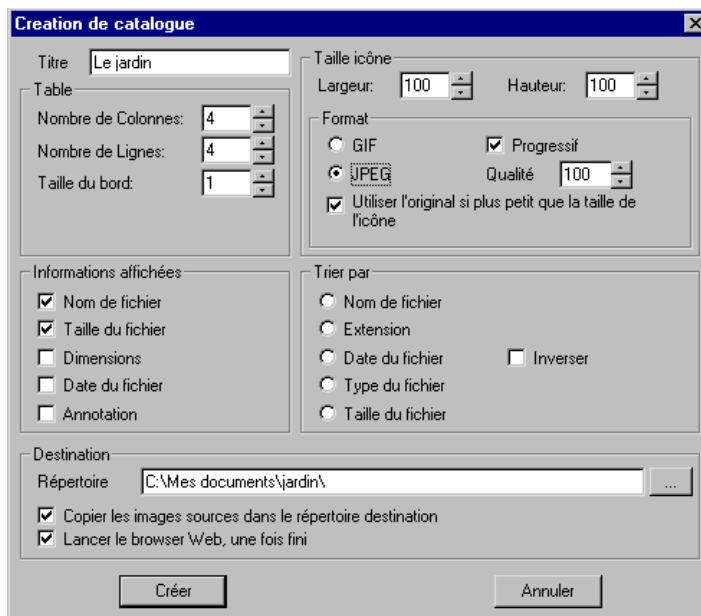 Creation de catalogue
Titre Le jardin
Table
Nombre de Colonnes: 4
Nombre de Lignes: 4
Taille du bord: 1
Taille icône
Largeur: 100 Hauteur: 100
Format
GIF Progressif
JPEG Qualité 100
Utiliser l'original si plus petit que la taille de
l'icône
Informations affichées
Nom de fichier
Taille du fichier
Dimensions
Date du fichier
Annotation
Trier par
Nom de fichier
Extension
Date du fichier Inverser
Type du fichier
Taille du fichier
Destination
Répertoire C:\Mes documents\jardin\ ...
Copier les images sources dans le répertoire destination
Lancer le browser Web, une fois fini
Créer Annuler